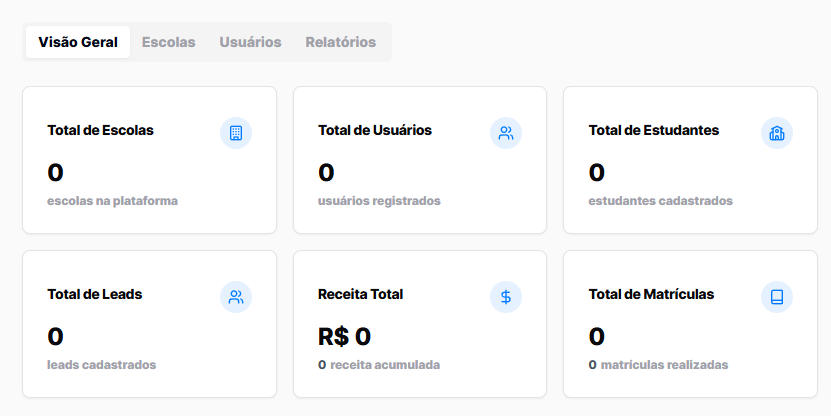 Visão Geral Escolas Usuários Relatórios
Total de Escolas
0
escolas na plataforma
Total de Usuários
0
usuários registrados
Total de Estudantes
0
estudantes cadastrados
Total de Leads
0
leads cadastrados
Receita Total
R$ 0
0 receita acumulada
Total de Matrículas
0
0 matrículas realizadas